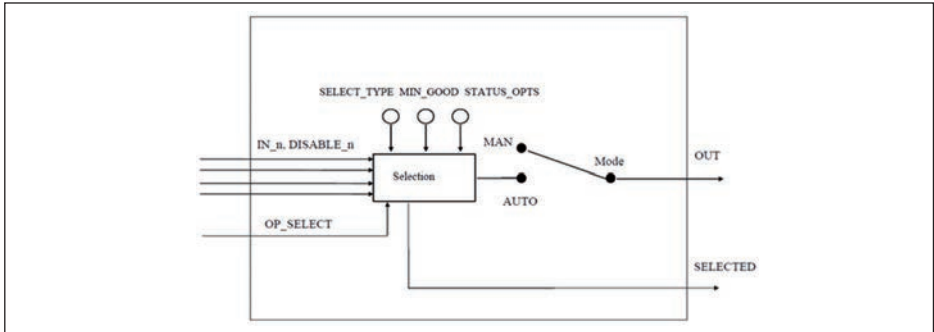 SELECT_TYPE MIN_GOOD STATUS_OPTS
IN_n. DISABLE_n
MAN
Mode
OUT
Selection
AUTO
OP_SELECT
SELECTED